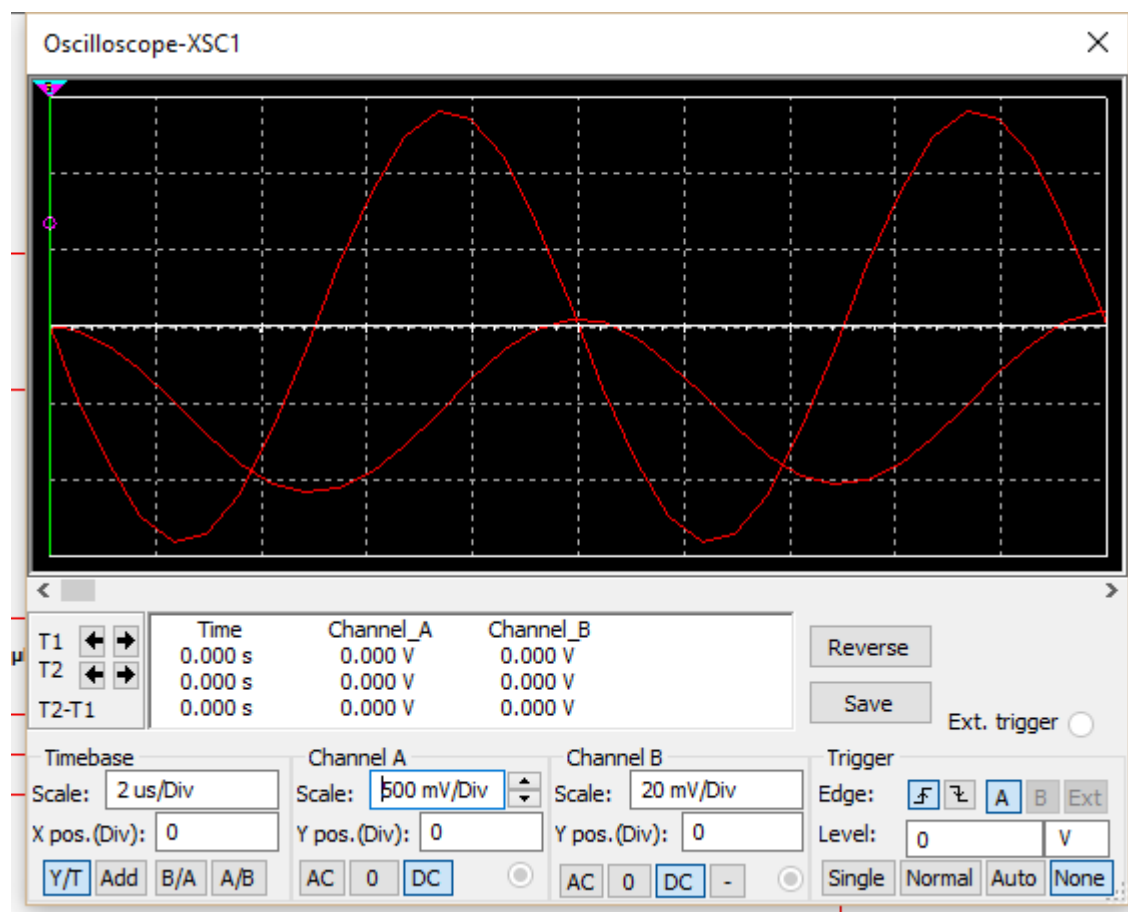 Oscilloscope-XSC1
T1
T2
T2-T1
Time Channel_A Channel_B
0.000 s 0.000 V 0.000 V
0.000 s 0.000 V 0.000 V
0.000 s 0.000 V 0.000 V
Reverse
Save
Ext. trigger
Timebase
Scale: 2 us/Div
X pos.(Div): 0
Y/T Add B/A A/B
Channel A
Scale: 500 mV/Div
Y pos.(Div): 0
AC 0 DC
Channel B
Scale: 20 mV/Div
Y pos.(Div): 0
AC 0 DC -
Trigger
Edge: A B Ext
Level: 0 V
Single Normal Auto None